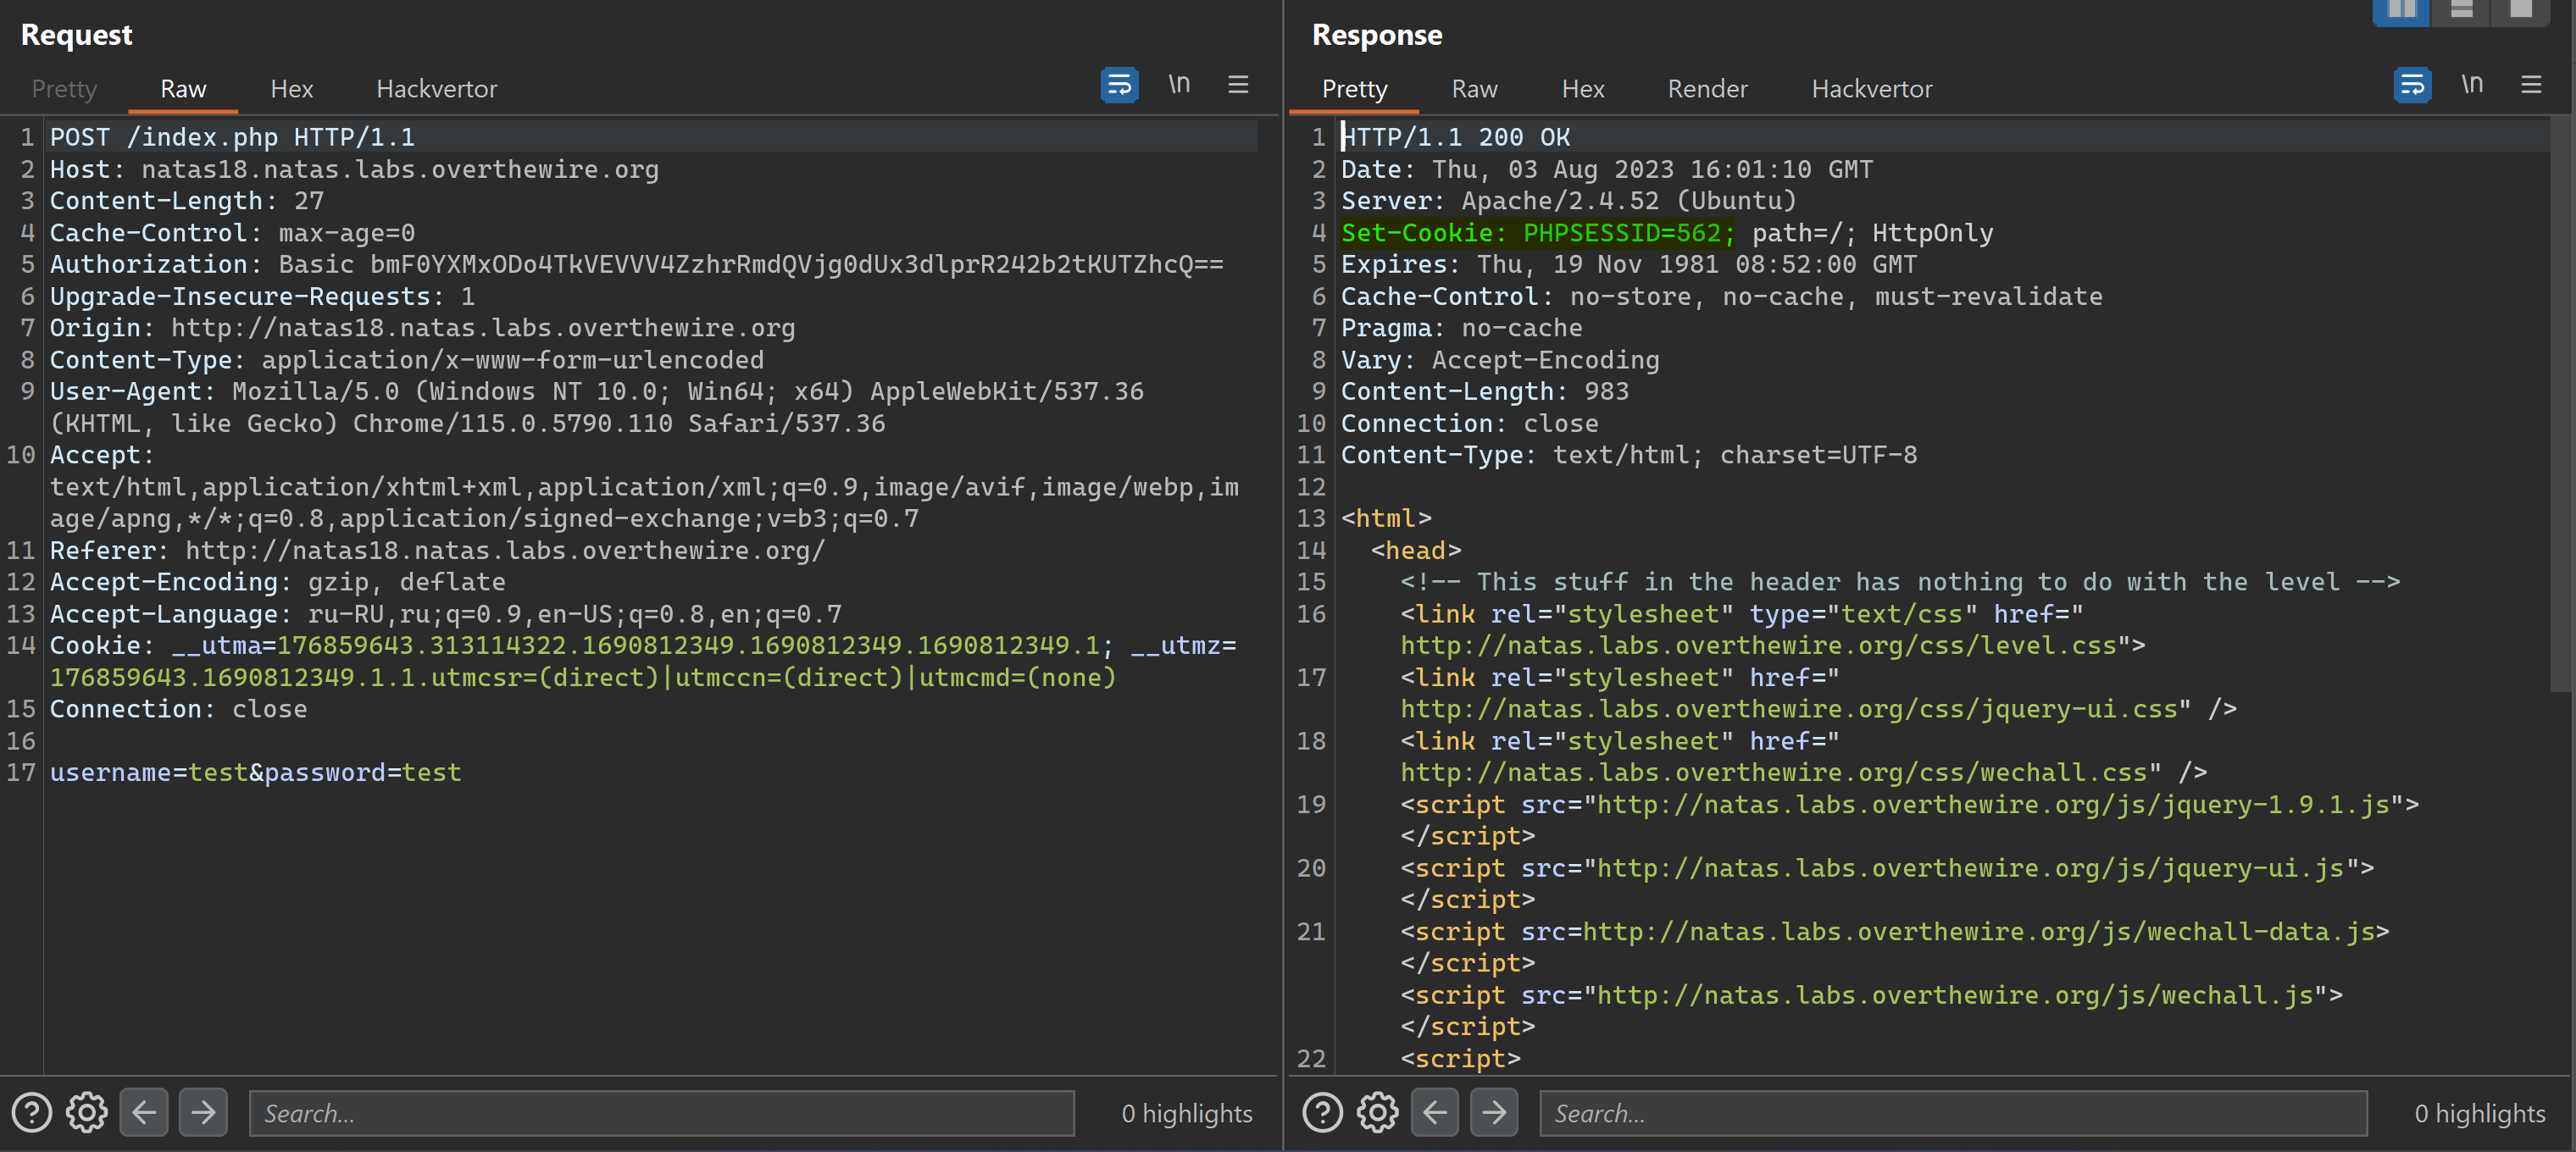 Request
Pretty Raw Hex Hackvertor \n
1 POST /index.php HTTP/1.1
2 Host: natas18.natas.labs.overthewire.org
3 Content-Length: 27
4 Cache-Control: max-age=0
5 Authorization: Basic bmF0YXMxODo4TkVEVVV4ZzhrRmdQVjg0dUx3dlprR242b2tKUTZhcQ==
6 Upgrade-Insecure-Requests: 1
7 Origin: http://natas18.natas.labs.overthewire.org
8 Content-Type: application/x-www-form-urlencoded
9 User-Agent: Mozilla/5.0 (Windows NT 10.0; Win64; x64) AppleWebKit/537.36
(KHTML, like Gecko) Chrome/115.0.5790.110 Safari/537.36
10 Accept:
text/html,application/xhtml+xml,application/xml;q=0.9,image/avif,image/webp,im
age/apng,*/*;q=0.8,application/signed-exchange;v=b3;q=0.7
11 Referer: http://natas18.natas.labs.overthewire.org/
12 Accept-Encoding: gzip, deflate
13 Accept-Language: ru-RU,ru;q=0.9,en-US;q=0.8,en;q=0.7
14 Cookie: __utma=176859643.313114322.1690812349.1690812349.1690812349.1; __utmz=
176859643.1690812349.1.1.utmcsr=(direct)|utmccn=(direct)|utmcmd=(none)
15 Connection: close
16
17 username=test&password=test
Search... 0 highlights
Response
Pretty Raw Hex Render Hackvertor \n
1 HTTP/1.1 200 OK
2 Date: Thu, 03 Aug 2023 16:01:10 GMT
3 Server: Apache/2.4.52 (Ubuntu)
4 Set-Cookie: PHPSESSID=562; path=/; HttpOnly
5 Expires: Thu, 19 Nov 1981 08:52:00 GMT
6 Cache-Control: no-store, no-cache, must-revalidate
7 Pragma: no-cache
8 Vary: Accept-Encoding
9 Content-Length: 983
10 Connection: close
11 Content-Type: text/html; charset=UTF-8
12
13 <html>
14 <head>
15 <!-- This stuff in the header has nothing to do with the level -->
16 <link rel="stylesheet" type="text/css" href="
http://natas.labs.overthewire.org/css/level.css">
17 <link rel="stylesheet" href="
http://natas.labs.overthewire.org/css/jquery-ui.css" />
18 <link rel="stylesheet" href="
http://natas.labs.overthewire.org/css/wechall.css" />
19 <script src="http://natas.labs.overthewire.org/js/jquery-1.9.1.js">
</script>
20 <script src="http://natas.labs.overthewire.org/js/jquery-ui.js">
</script>
21 <script src=http://natas.labs.overthewire.org/js/wechall-data.js>
</script>
<script src="http://natas.labs.overthewire.org/js/wechall.js">
</script>
22 <script>
Search... 0 highlights